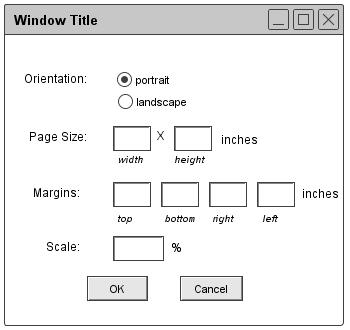 Window Title
Orientation: portrait
landscape
Page Size: X inches
width height
Margins: inches
top bottom right left
Scale: %
OK Cancel